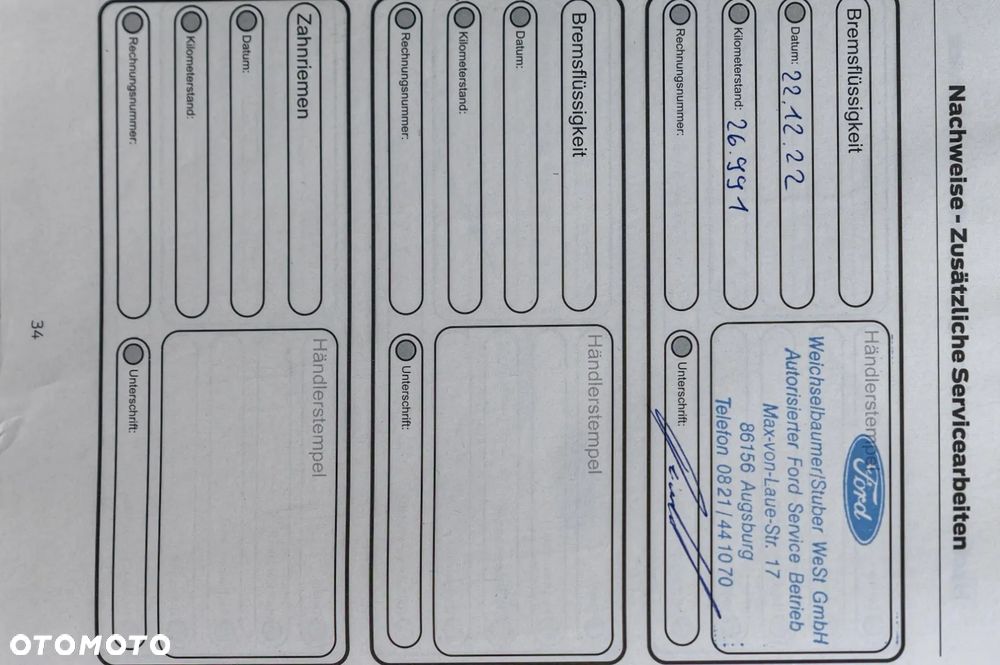 Nachweise - Zusätzliche Servicearbeiten
Bremsflüssigkeit
Datum: 22.12.22
Kilometerstand: 26.991
Rechnungsnummer:
Händlerstempel
Ford
Weichselbaumer/Stuber WeSt GmbH
Autorisierter Ford Service Betrieb
Max-von-Laue-Str. 17
86156 Augsburg
Telefon 0821/441070
Unterschrift:
Bremsflüssigkeit
Datum:
Kilometerstand:
Rechnungsnummer:
Händlerstempel
Unterschrift:
Zahnriemen
Datum:
Kilometerstand:
Rechnungsnummer:
Händlerstempel
Unterschrift:
34
OTOMOTO